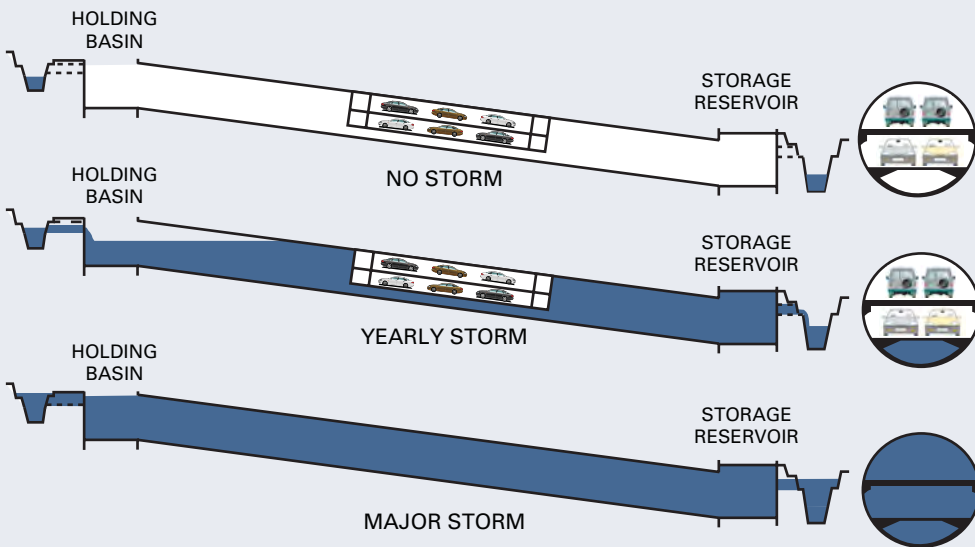 HOLDING
BASIN
STORAGE
RESERVOIR
NO STORM
HOLDING
BASIN
STORAGE
RESERVOIR
YEARLY STORM
HOLDING
BASIN
STORAGE
RESERVOIR
MAJOR STORM